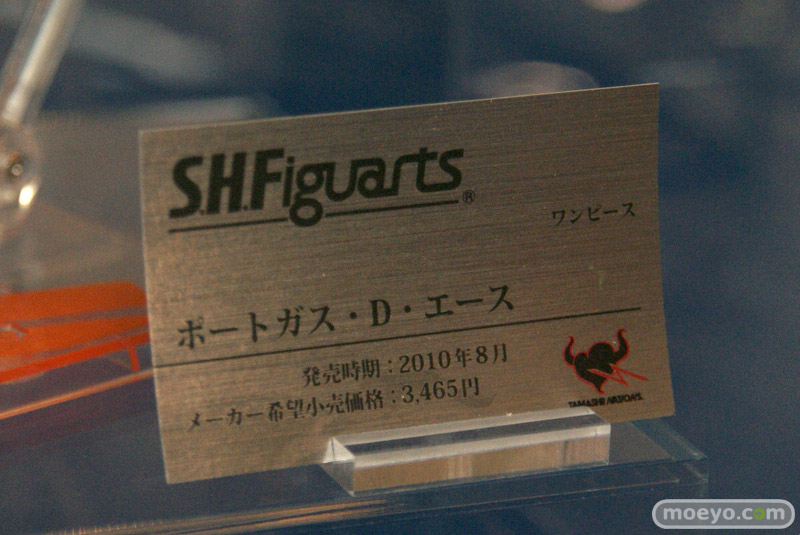 S.H.Figuarts®
ワンピース
ポートガス・D・エース
発売時期：2010年8月
メーカー希望小売価格：3,465円
TAMASHII NATIONS
moeyo.com